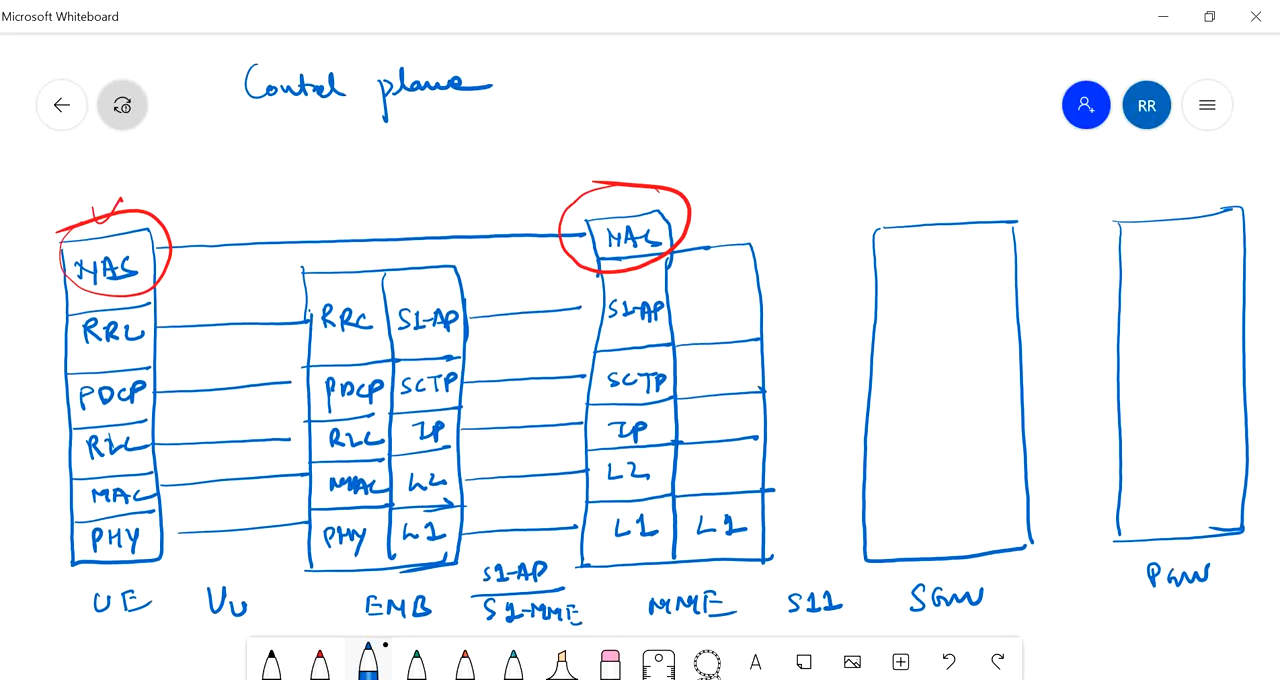 Microsoft Whiteboard
Control plane
RR
NAS
NAS
RRC
RRC
S1-AP
S1-AP
PDCP
PDCP
SCTP
SCTP
RLC
RLC
IP
IP
MAC
MAC
L2
L2
PHY
PHY
L1
L1
L1
UE
Uu
ENB
S1-AP
S1-MME
MME
S11
SGW
PGW
A